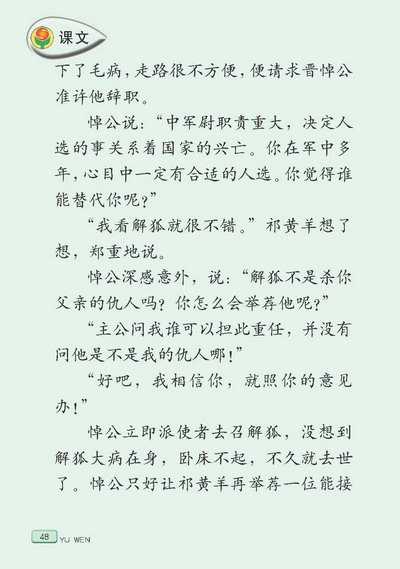 课文
下了毛病，走路很不方便，便请求晋悼公
准许他辞职。
悼公说：“中军尉职责重大，决定人
选的事关系着国家的兴亡。你在军中多
年，心目中一定有合适的人选。你觉得谁
能替代你呢？”
“我看解狐就很不错。”祁黄羊想了
想，郑重地说。
悼公深感意外，说：“解狐不是杀你
父亲的仇人吗？你怎么会举荐他呢？”
“主公问我谁可以担此重任，并没有
问他是不是我的仇人哪！”
“好吧，我相信你，就照你的意见
办！”
悼公立即派使者去召解狐，没想到
解狐大病在身，卧床不起，不久就去世
了。悼公只好让祁黄羊再举荐一位能接
48
YU WEN